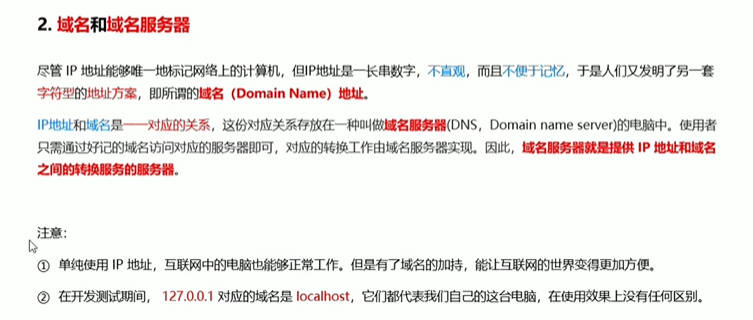 2. 域名和域名服务器
尽管 IP 地址能够唯一地标记网络上的计算机，但IP地址是一长串数字，不直观，而且不便于记忆，于是人们又发明了另一套
字符型的地址方案，即所谓的域名（Domain Name）地址。
IP地址和域名是一一对应的关系，这份对应关系存放在一种叫做域名服务器(DNS，Domain name server)的电脑中。使用者
只需通过好记的域名访问对应的服务器即可，对应的转换工作由域名服务器实现。因此，域名服务器就是提供 IP 地址和域名
之间的转换服务的服务器。
注意：
① 单纯使用 IP 地址，互联网中的电脑也能够正常工作。但是有了域名的加持，能让互联网的世界变得更加方便。
② 在开发测试期间， 127.0.0.1 对应的域名是 localhost，它们都代表我们自己的这台电脑，在使用效果上没有任何区别。